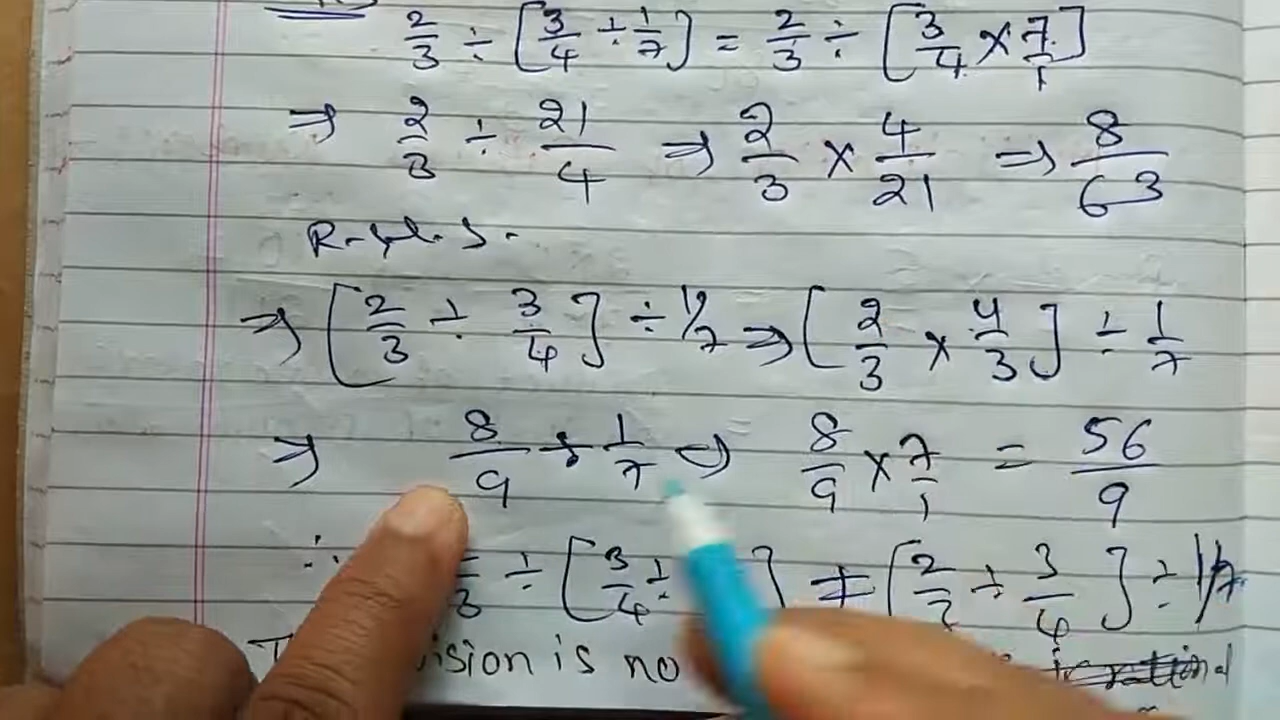 2/3 ÷ [3/4 ÷ 1/7] = 2/3 ÷ [3/4 × 7/1]
⇒ 2/3 ÷ 21/4 ⇒ 2/3 × 4/21 ⇒ 8/63
R.H.S.
⇒ [2/3 ÷ 3/4] ÷ 1/7 ⇒ [2/3 × 4/3] ÷ 1/7
⇒ 8/9 ÷ 1/7 ⇒ 8/9 × 7/1 = 56/9
∴ /3 ÷ [3/4 ÷ ] ≠ [2/3 ÷ 3/4] ÷ 1/7
ision is no